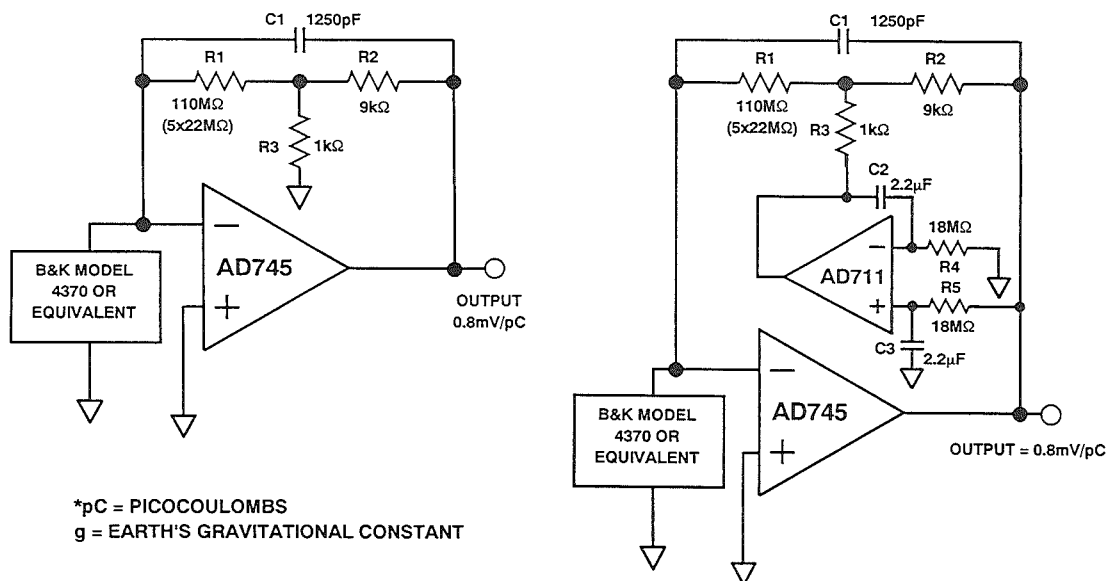 C1 1250pF
R1
R2
110MΩ
(5x22MΩ)
9kΩ
R3
1kΩ
AD745
B&K MODEL
4370 OR
EQUIVALENT
OUTPUT
0.8mV/pC
*pC = PICOCOULOMBS
g = EARTH'S GRAVITATIONAL CONSTANT
C1 1250pF
R1
R2
110MΩ
(5x22MΩ)
9kΩ
R3
1kΩ
C2
2.2µF
18MΩ
R4
AD711
R5
18MΩ
C3
2.2µF
AD745
B&K MODEL
4370 OR
EQUIVALENT
OUTPUT = 0.8mV/pC